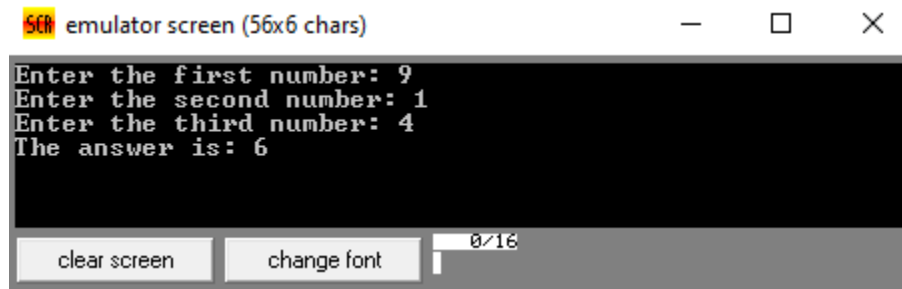 SCR emulator screen (56x6 chars)
Enter the first number: 9
Enter the second number: 1
Enter the third number: 4
The answer is: 6
clear screen change font 0/16